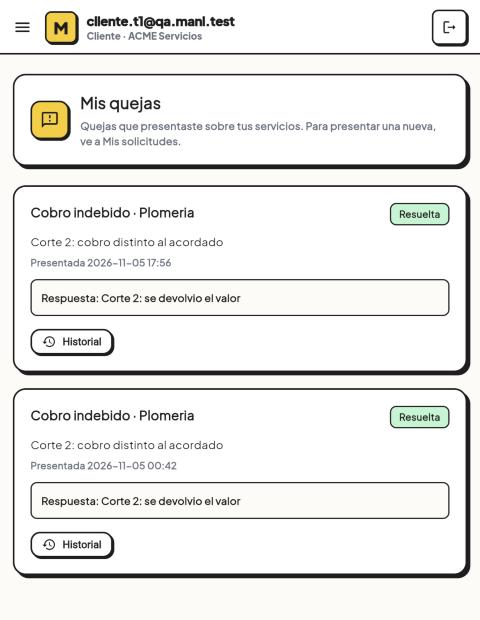 M
cliente.t1@qa.mani.test
Cliente · ACME Servicios
Mis quejas
Quejas que presentaste sobre tus servicios. Para presentar una nueva,
ve a Mis solicitudes.
Cobro indebido · Plomeria
Resuelta
Corte 2: cobro distinto al acordado
Presentada 2026-11-05 17:56
Respuesta: Corte 2: se devolvio el valor
Historial
Cobro indebido · Plomeria
Resuelta
Corte 2: cobro distinto al acordado
Presentada 2026-11-05 00:42
Respuesta: Corte 2: se devolvio el valor
Historial